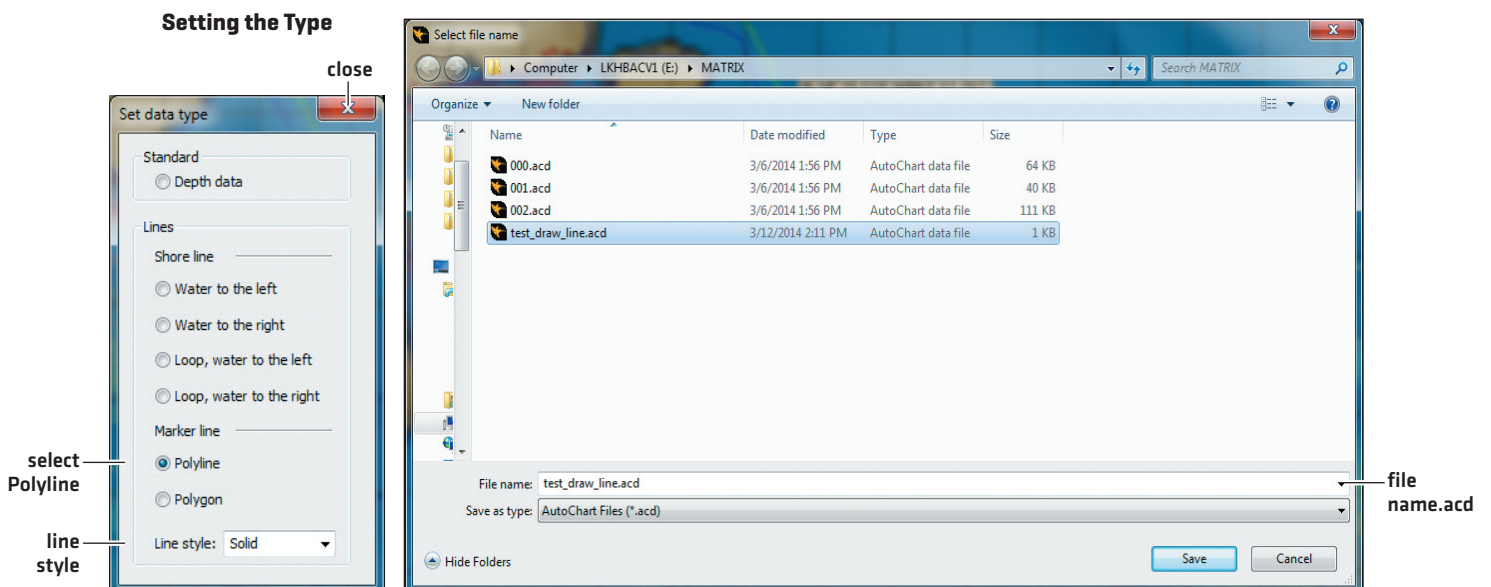 Setting the Type
close
Set data type
Standard
Depth data
Lines
Shore line
Water to the left
Water to the right
Loop, water to the left
Loop, water to the right
Marker line
select
Polyline
Polyline
Polygon
line
style
Line style: Solid
Select file name
Computer LKHBACV1 (E:) MATRIX
Search MATRIX
Organize New folder
Name Date modified Type Size
000.acd 3/6/2014 1:56 PM AutoChart data file 64 KB
001.acd 3/6/2014 1:56 PM AutoChart data file 40 KB
002.acd 3/6/2014 1:56 PM AutoChart data file 111 KB
test_draw_line.acd 3/12/2014 2:11 PM AutoChart data file 1 KB
File name: test_draw_line.acd
Save as type: AutoChart Files (*.acd)
Hide Folders
Save Cancel
file
name.acd